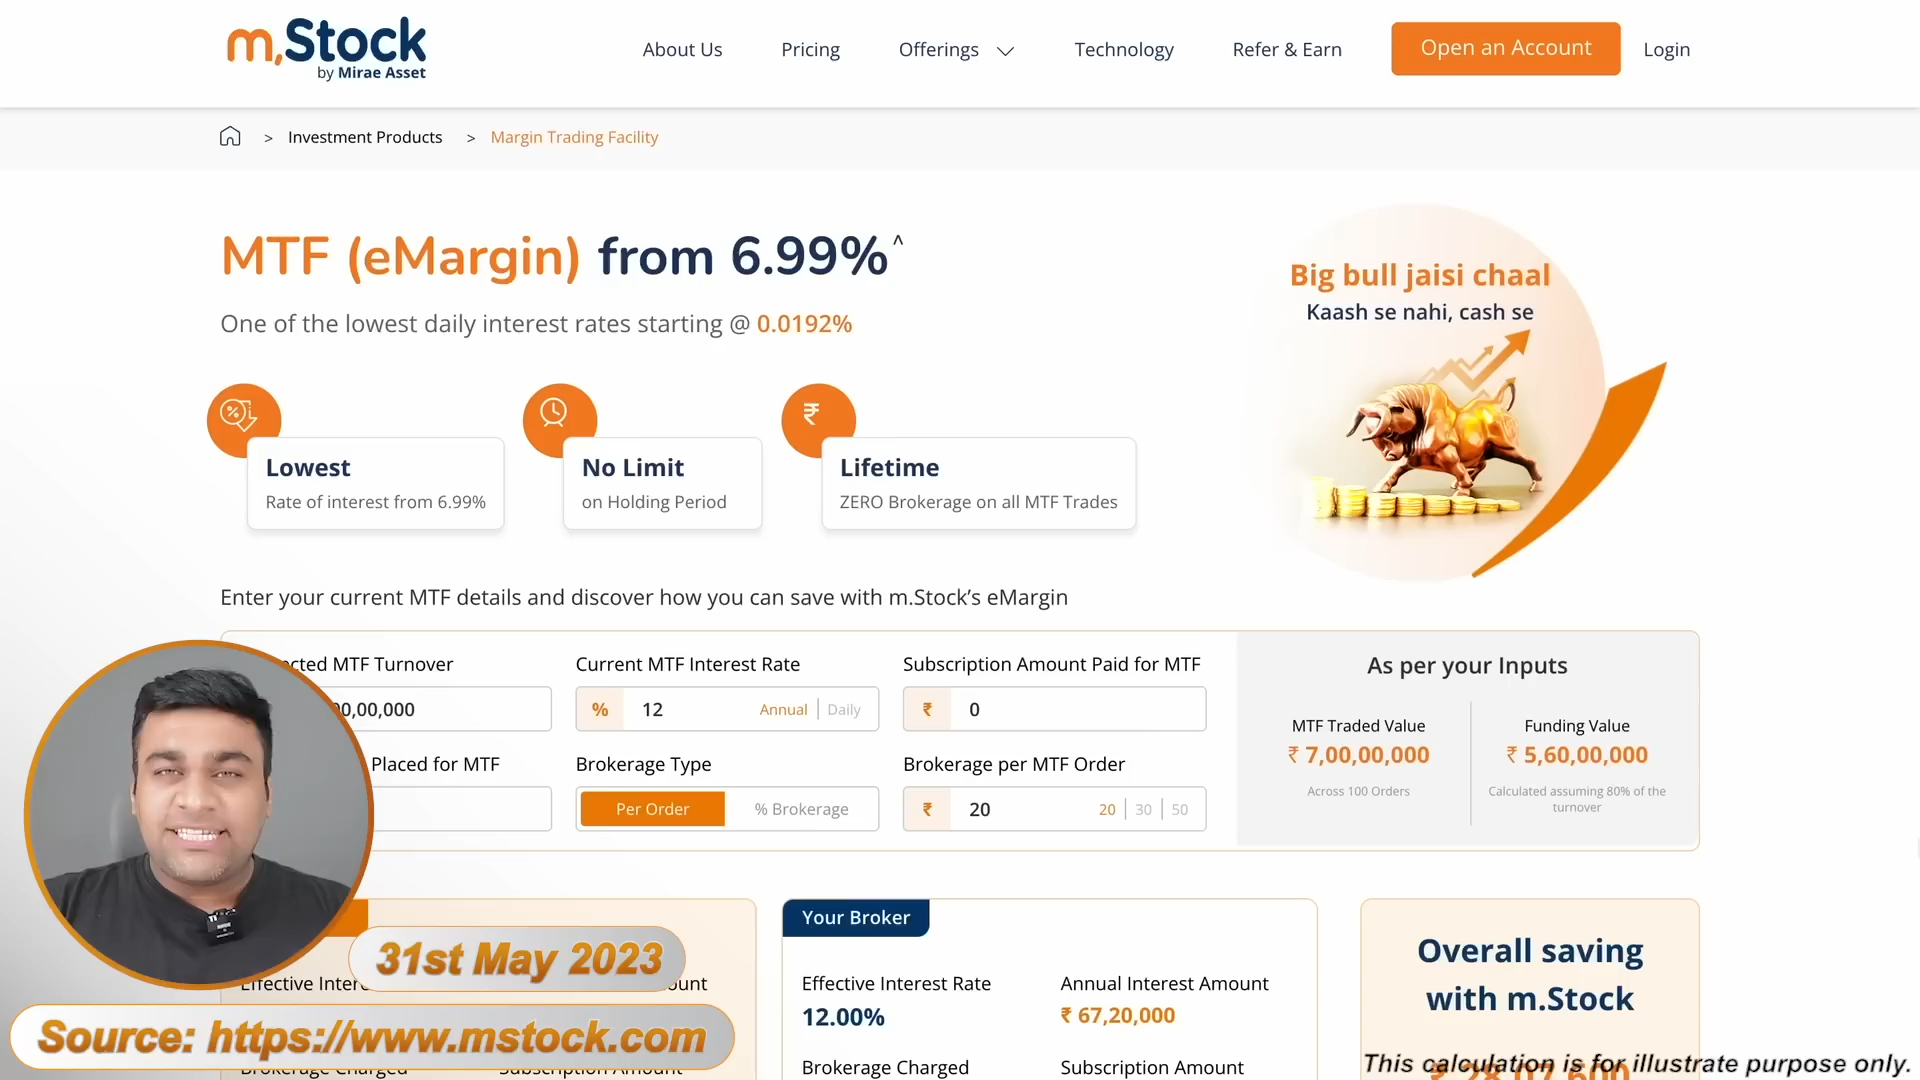 m.Stock
by Mirae Asset
About Us
Pricing
Offerings
Technology
Refer & Earn
Open an Account
Login
> Investment Products > Margin Trading Facility
MTF (eMargin) from 6.99%^
One of the lowest daily interest rates starting @ 0.0192%
Big bull jaisi chaal
Kaash se nahi, cash se
Lowest
Rate of interest from 6.99%
No Limit
on Holding Period
Lifetime
ZERO Brokerage on all MTF Trades
Enter your current MTF details and discover how you can save with m.Stock’s eMargin
MTF Turnover
0,00,000
Current MTF Interest Rate
% 12 Annual | Daily
Subscription Amount Paid for MTF
₹ 0
Placed for MTF
Brokerage Type
Per Order % Brokerage
Brokerage per MTF Order
₹ 20 20 | 30 | 50
As per your Inputs
MTF Traded Value
₹ 7,00,00,000
Across 100 Orders
Funding Value
₹ 5,60,00,000
Calculated assuming 80% of the
turnover
31st May 2023
Effective
Source: https://www.mstock.com
Your Broker
Effective Interest Rate
12.00%
Annual Interest Amount
₹ 67,20,000
Brokerage Charged
Subscription Amount
Overall saving
with m.Stock
This calculation is for illustrate purpose only.